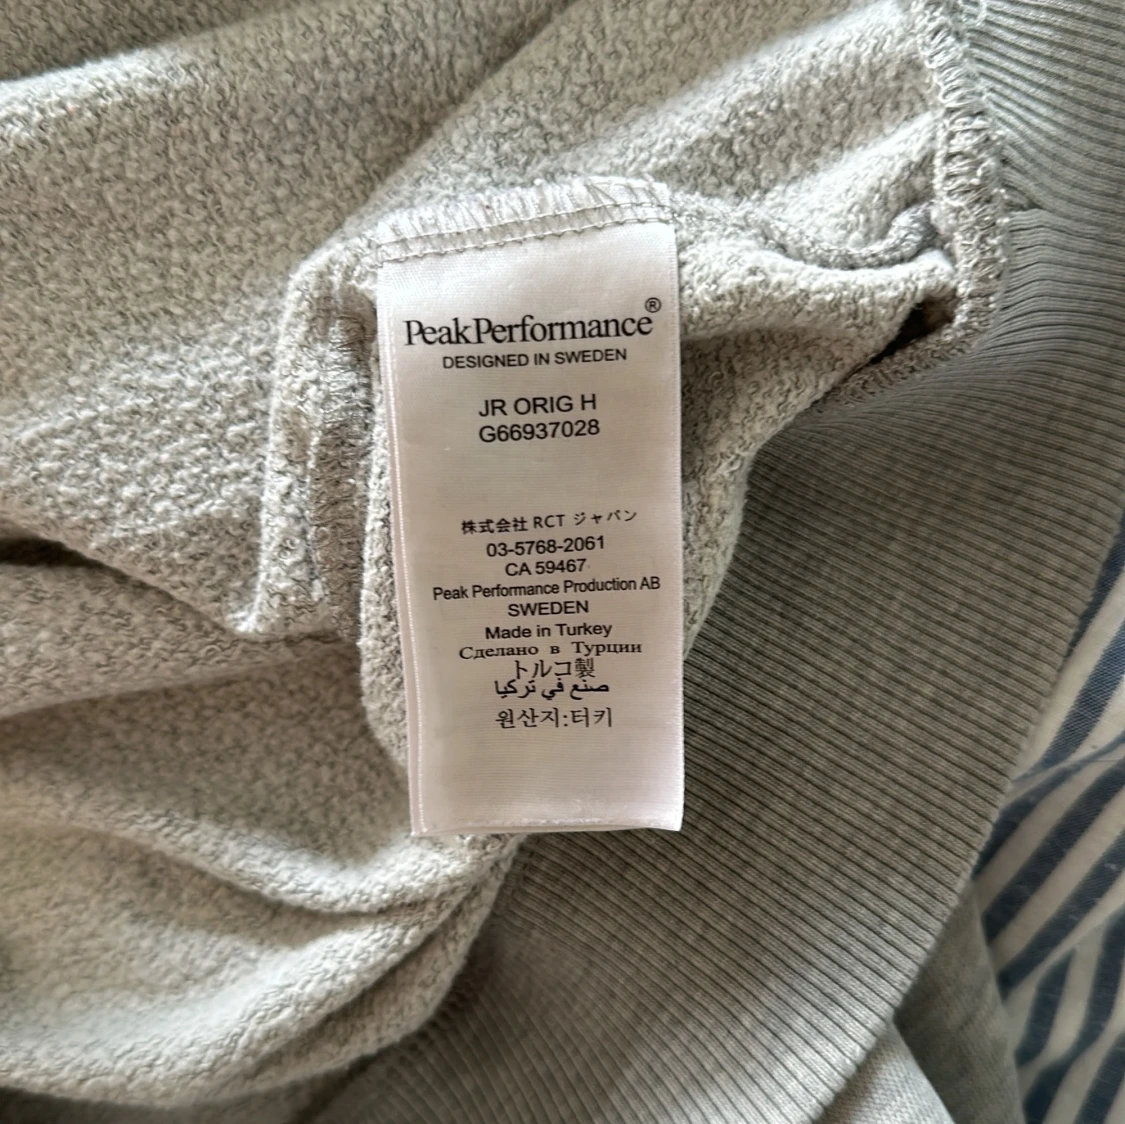 PeakPerformance®
DESIGNED IN SWEDEN
JR ORIG H
G66937028
株式会社 RCT ジャパン
03-5768-2061
CA 59467
Peak Performance Production AB
SWEDEN
Made in Turkey
Сделано в Турции
トルコ製
صنع في تركيا
원산지:터키